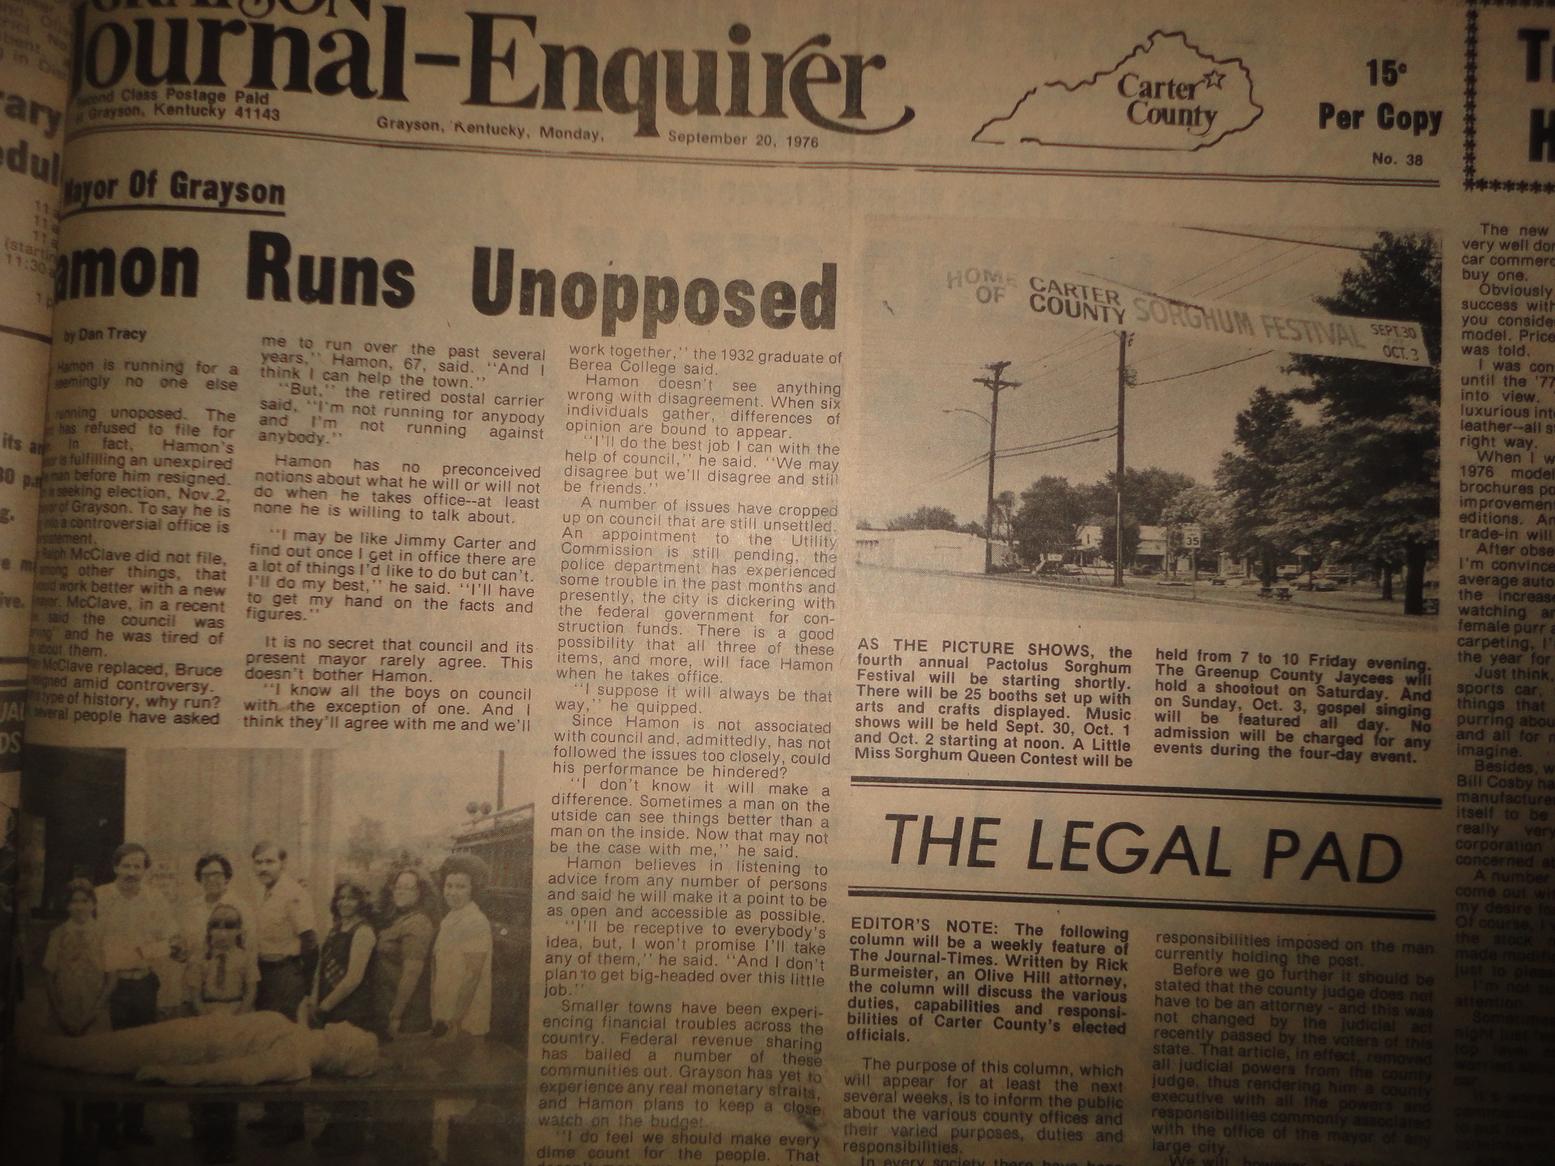 GRAYSON
Journal-Enquirer
Second Class Postage Paid
Grayson, Kentucky 41143
Grayson, Kentucky, Monday, September 20, 1976
Carter County
15¢
Per Copy
No. 38
Mayor Of Grayson
amon Runs Unopposed
by Dan Tracy
Hamon is running for a
seemingly no one else
running unoposed. The
has refused to file for
In fact, Hamon's
is fulfilling an unexpired
man before him resigned.
seeking election, Nov.2,
of Grayson. To say he is
a controversial office is
Ralph McClave did not file,
among other things, that
work better with a new
McClave, in a recent
said the council was
and he was tired of
about them.
McClave replaced, Bruce
amid controversy.
type of history, why run?
several people have asked
me to run over the past several
years,'' Hamon, 67, said. ''And I
think I can help the town.''
''But,'' the retired postal carrier
said, ''I'm not running for anybody
and I'm not running against
anybody.''
Hamon has no preconceived
notions about what he will or will not
do when he takes office--at least
none he is willing to talk about.
''I may be like Jimmy Carter and
find out once I get in office there are
a lot of things I'd like to do but can't.
I'll do my best,'' he said. ''I'll have
to get my hand on the facts and
figures.''
It is no secret that council and its
present mayor rarely agree. This
doesn't bother Hamon.
''I know all the boys on council
with the exception of one. And I
think they'll agree with me and we'll
work together,'' the 1932 graduate of
Berea College said.
Hamon doesn't see anything
wrong with disagreement. When six
individuals gather, differences of
opinion are bound to appear.
''I'll do the best job I can with the
help of council,'' he said. ''We may
disagree but we'll disagree and still
be friends.''
A number of issues have cropped
up on council that are still unsettled.
An appointment to the Utility
Commission is still pending, the
police department has experienced
some trouble in the past months and
presently, the city is dickering with
the federal government for con-
struction funds. There is a good
possibility that all three of these
items, and more, will face Hamon
when he takes office.
''I suppose it will always be that
way,'' he quipped.
Since Hamon is not associated
with council and, admittedly, has not
followed the issues too closely, could
his performance be hindered?
''I don't know it will make a
difference. Sometimes a man on the
utside can see things better than a
man on the inside. Now that may not
be the case with me,'' he said.
Hamon believes in listening to
advice from any number of persons
and said he will make it a point to be
as open and accessible as possible.
''I'll be receptive to everybody's
idea, but, I won't promise I'll take
any of them,'' he said. ''And I don't
plan to get big-headed over this little
job.''
Smaller towns have been experi-
encing financial troubles across the
country. Federal revenue sharing
has bailed a number of these
communities out. Grayson has yet to
experience any real monetary straits,
and Hamon plans to keep a close
watch on the budget.
''I do feel we should make every
dime count for the people. That
HOME OF CARTER COUNTY SORGHUM FESTIVAL SEPT.30 OCT. 3
35
AS THE PICTURE SHOWS, the
fourth annual Pactolus Sorghum
Festival will be starting shortly.
There will be 25 booths set up with
arts and crafts displayed. Music
shows will be held Sept. 30, Oct. 1
and Oct. 2 starting at noon. A Little
Miss Sorghum Queen Contest will be
held from 7 to 10 Friday evening.
The Greenup County Jaycees will
hold a shootout on Saturday. And
on Sunday, Oct. 3, gospel singing
will be featured all day. No
admission will be charged for any
events during the four-day event.
THE LEGAL PAD
EDITOR'S NOTE: The following
column will be a weekly feature of
The Journal-Times. Written by Rick
Burmeister, an Olive Hill attorney,
the column will discuss the various
duties, capabilities and responsi-
bilities of Carter County's elected
officials.
The purpose of this column, which
will appear for at least the next
several weeks, is to inform the public
about the various county offices and
their varied purposes, duties and
responsibilities.
In every society there have been
responsibilities imposed on the man
currently holding the post.
Before we go further it should be
stated that the county judge does not
have to be an attorney - and this was
not changed by the judicial act
recently passed by the voters of this
state. That article, in effect, removed
all judicial powers from the county
judge, thus rendering him a county
executive with all the powers and
responsibilities commonly associated
with the office of the mayor of any
large city.
The new
very well don
car commerc
buy one.
Obviously
success with
you conside
model. Price
was told.
I was con
until the '77
into view.
luxurious int
leather--all s
right way.
When I w
1976 model
brochures po
improvement
editions. An
trade-in will
After obse
I'm convince
average auto
the increase
watching an
female purr a
carpeting, I'
the year for
Just think,
sports car,
things that
purring abou
and all for n
imagine.
Besides, w
Bill Cosby ha
manufacture
itself to be
really very
corporation
concerned at
A number
come out wi
my desire fo
Of course, I
the stock
made modifi
just to pleas